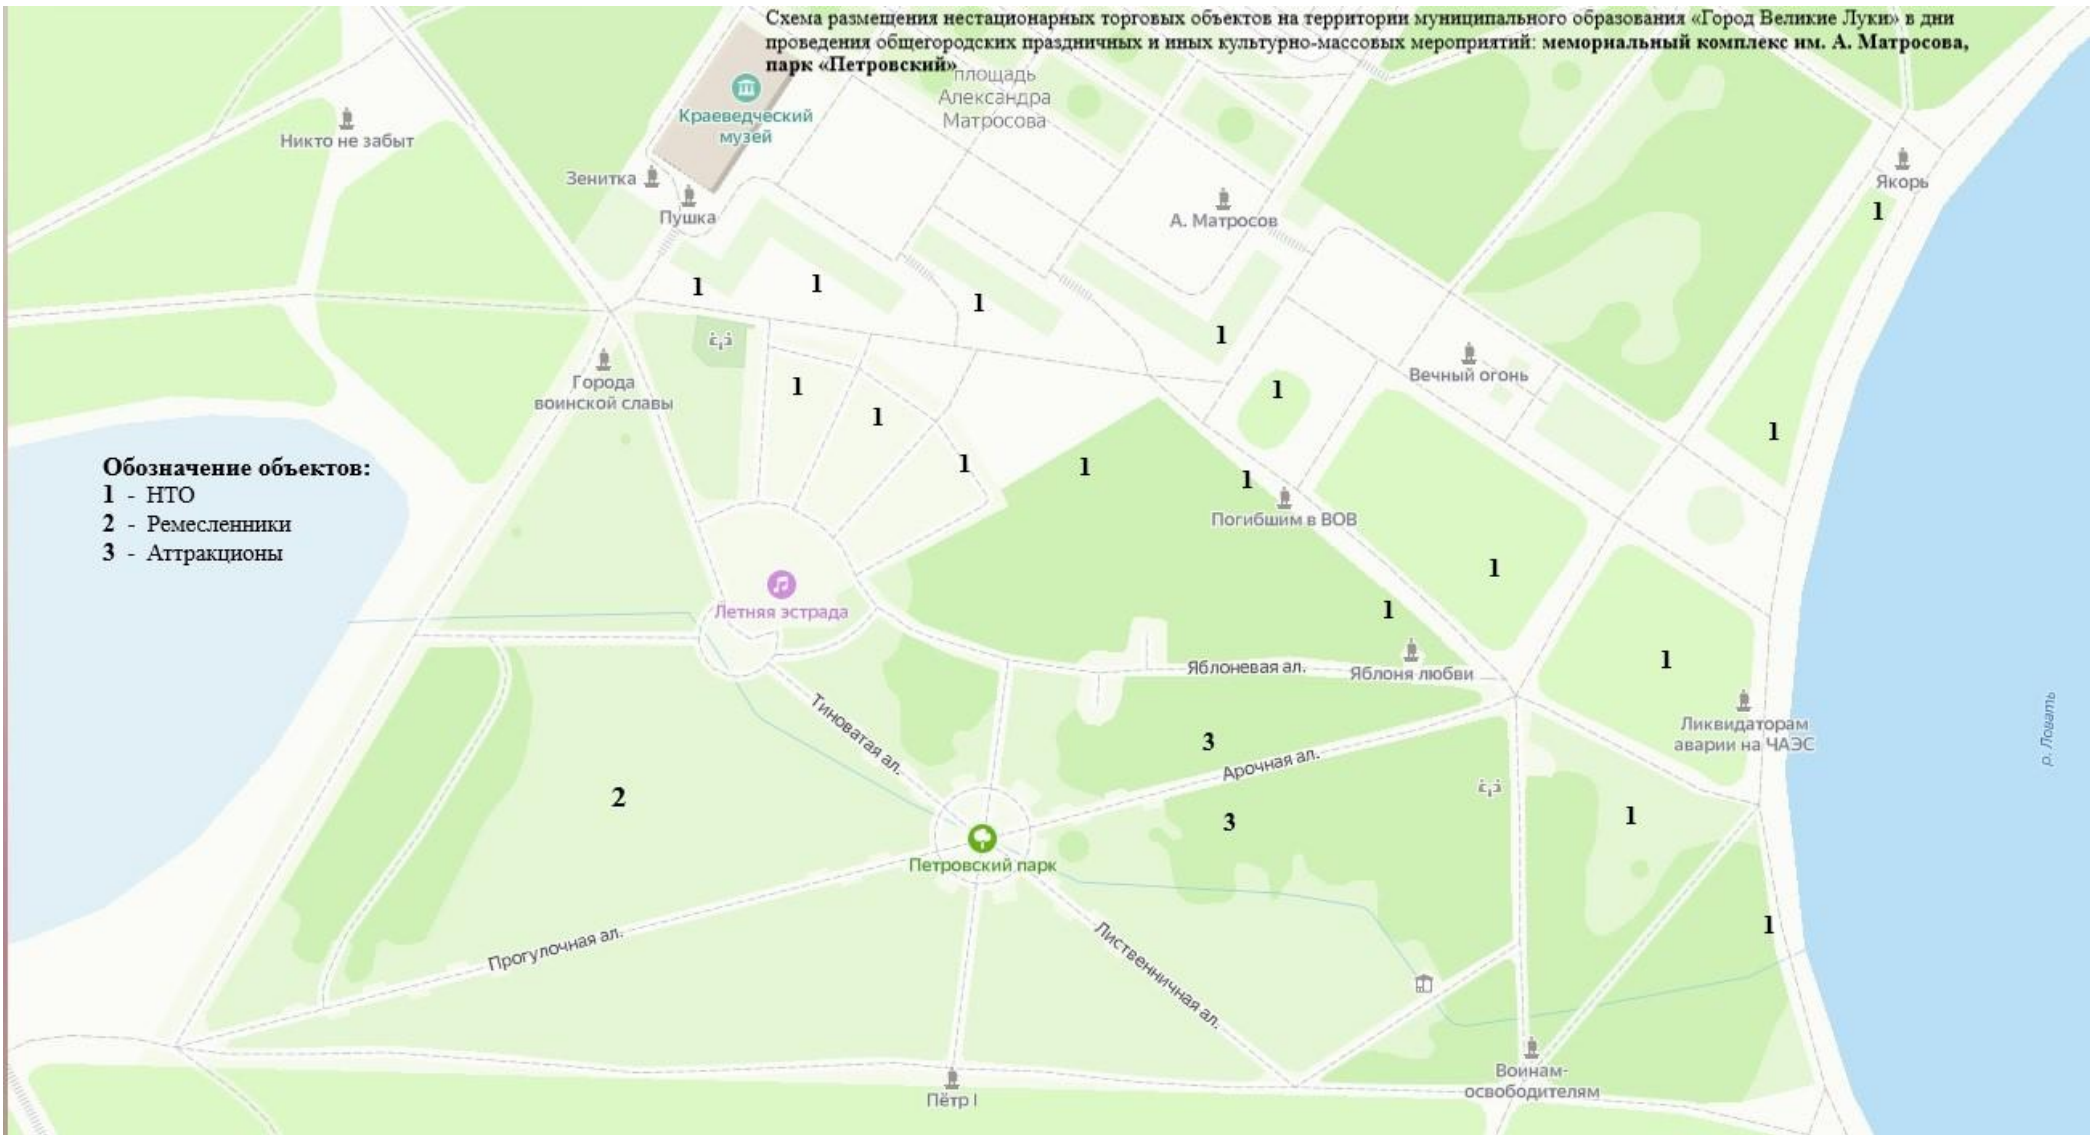 Схема размещения нестационарных торговых объектов на территории муниципального образования «Город Великие Луки» в дни
проведения общегородских праздничных и иных культурно-массовых мероприятий: мемориальный комплекс им. А. Матросова,
парк «Петровский»
площадь
Александра
Матросова
Краеведческий
музей
Никто не забыт
Зенитка
Пушка
А. Матросов
Якорь
1
1
1
1
1
Города
воинской славы
Вечный огонь
1
1
1
1
1
1
1
Погибшим в ВОВ
Обозначение объектов:
1 - НТО
2 - Ремесленники
3 - Аттракционы
Летняя эстрада
1
1
1
Яблоневая ал.
Яблоня любви
Тиноватая ал.
Ликвидаторам
аварии на ЧАЭС
р. Ловать
3
Арочная ал.
2
3
1
Петровский парк
Прогулочная ал.
Лиственничная ал.
1
Воинам-
освободителям
Пётр I